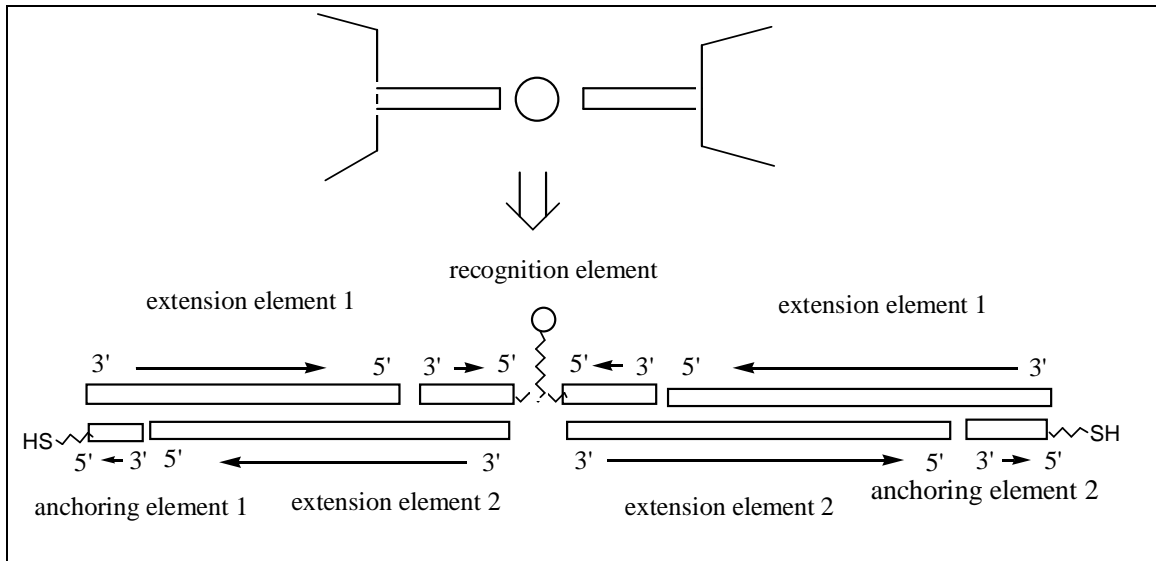 recognition element
extension element 1
extension element 1
3' 5' 3' 5' 5' 3' 5' 3'
HS
SH
5' 3' 5' 3' 3' 5' 3' 5'
anchoring element 1
extension element 2
extension element 2
anchoring element 2